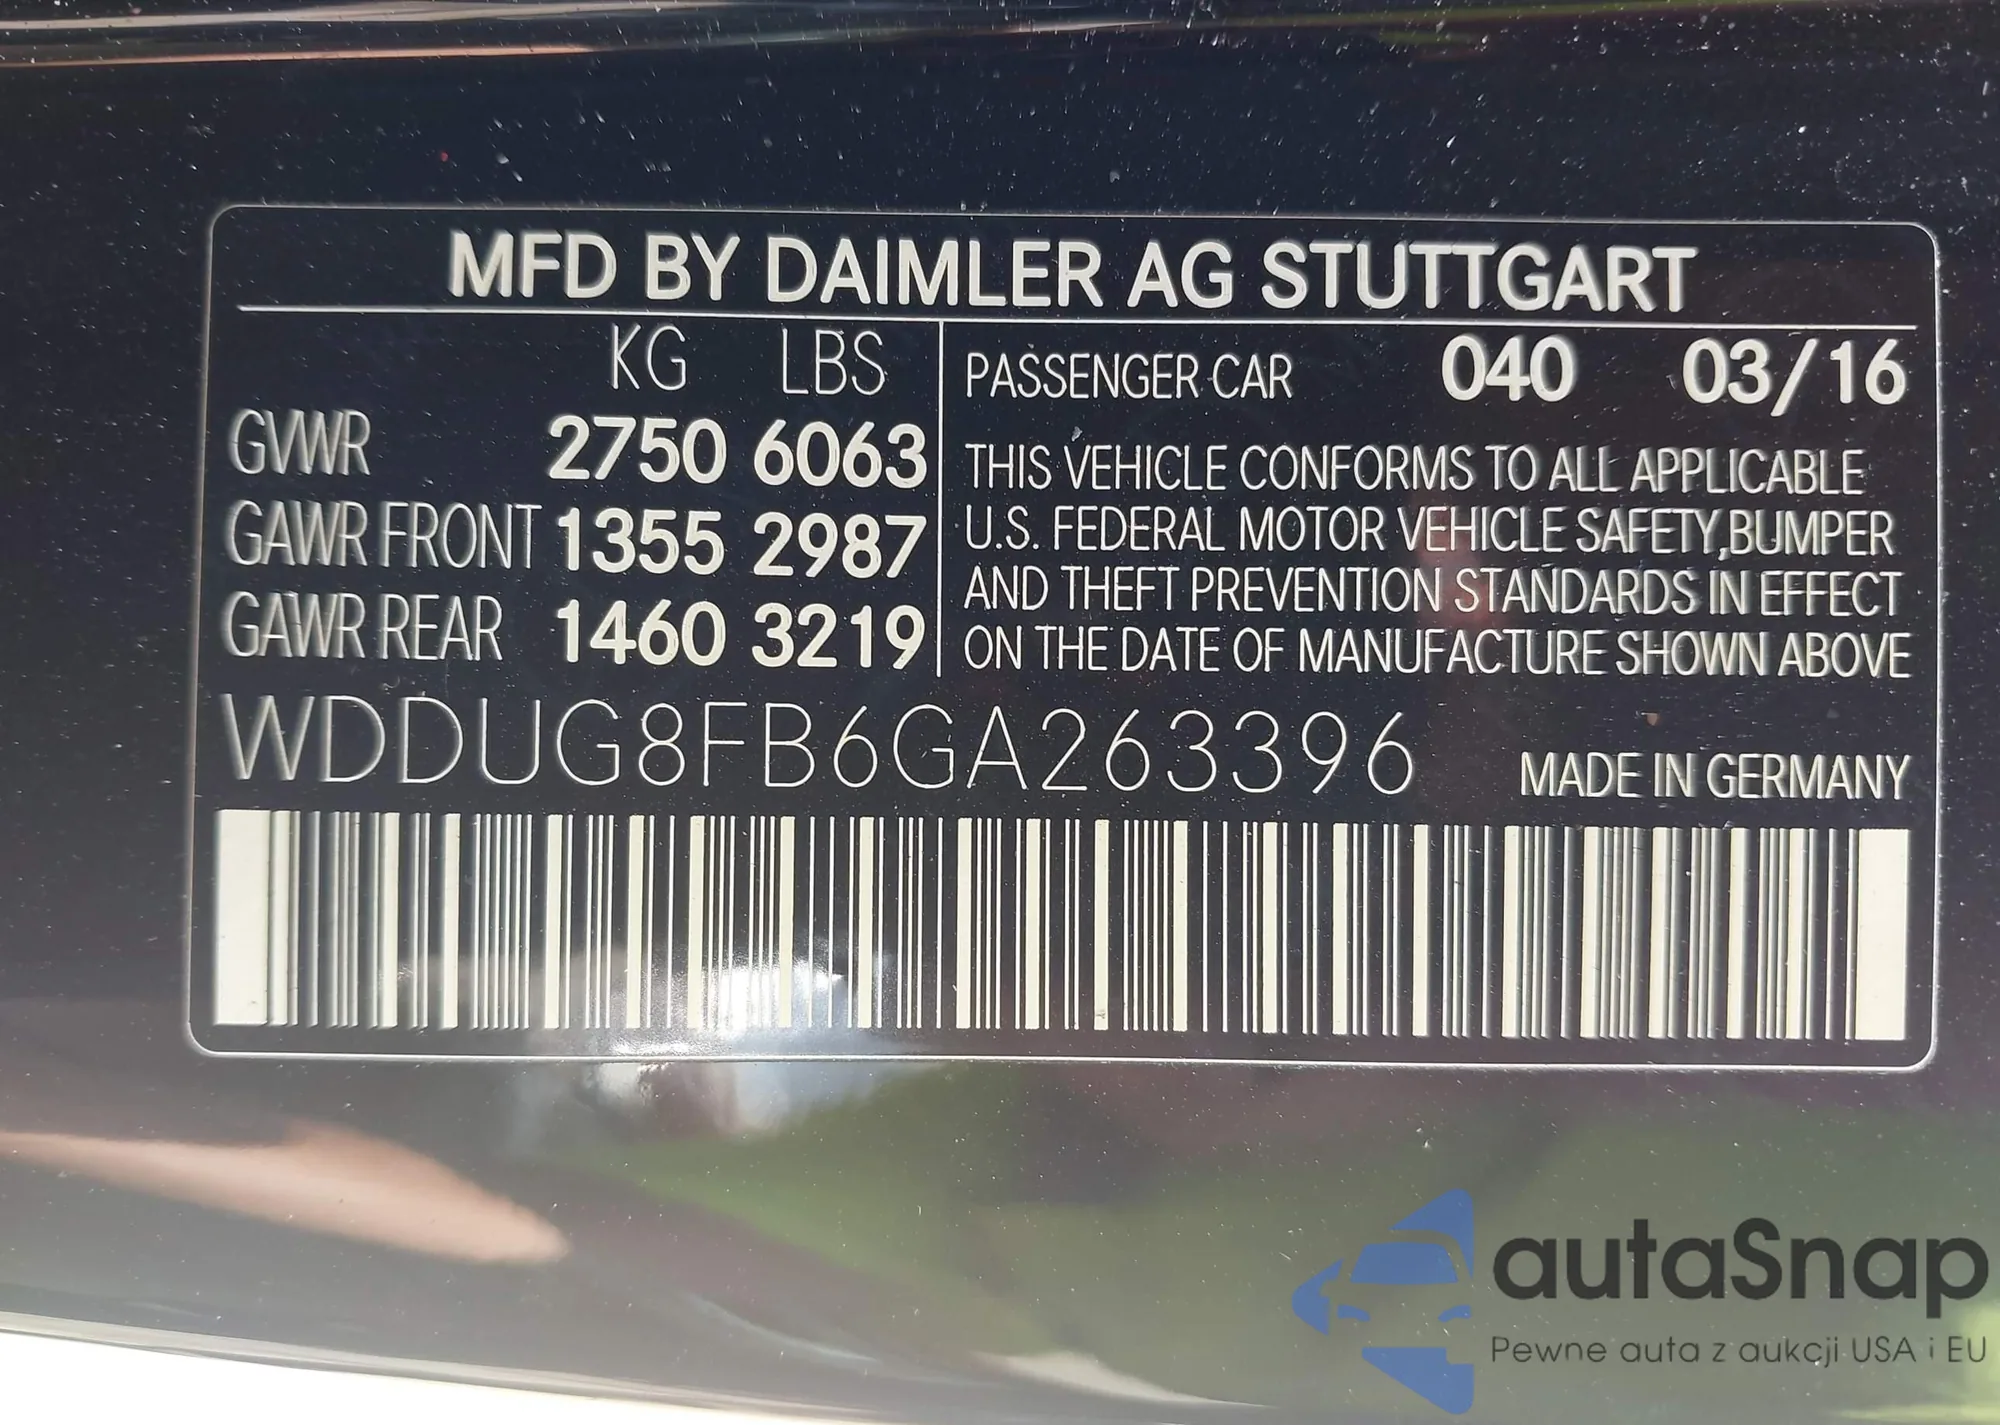 MFD BY DAIMLER AG STUTTGART
KG LBS
GVWR 2750 6063
GAWR FRONT 1355 2987
GAWR REAR 1460 3219
PASSENGER CAR 040 03/16
THIS VEHICLE CONFORMS TO ALL APPLICABLE
U.S. FEDERAL MOTOR VEHICLE SAFETY,BUMPER
AND THEFT PREVENTION STANDARDS IN EFFECT
ON THE DATE OF MANUFACTURE SHOWN ABOVE
WDDUG8FB6GA263396
MADE IN GERMANY
autaSnap
Pewne auta z aukcji USA i EU